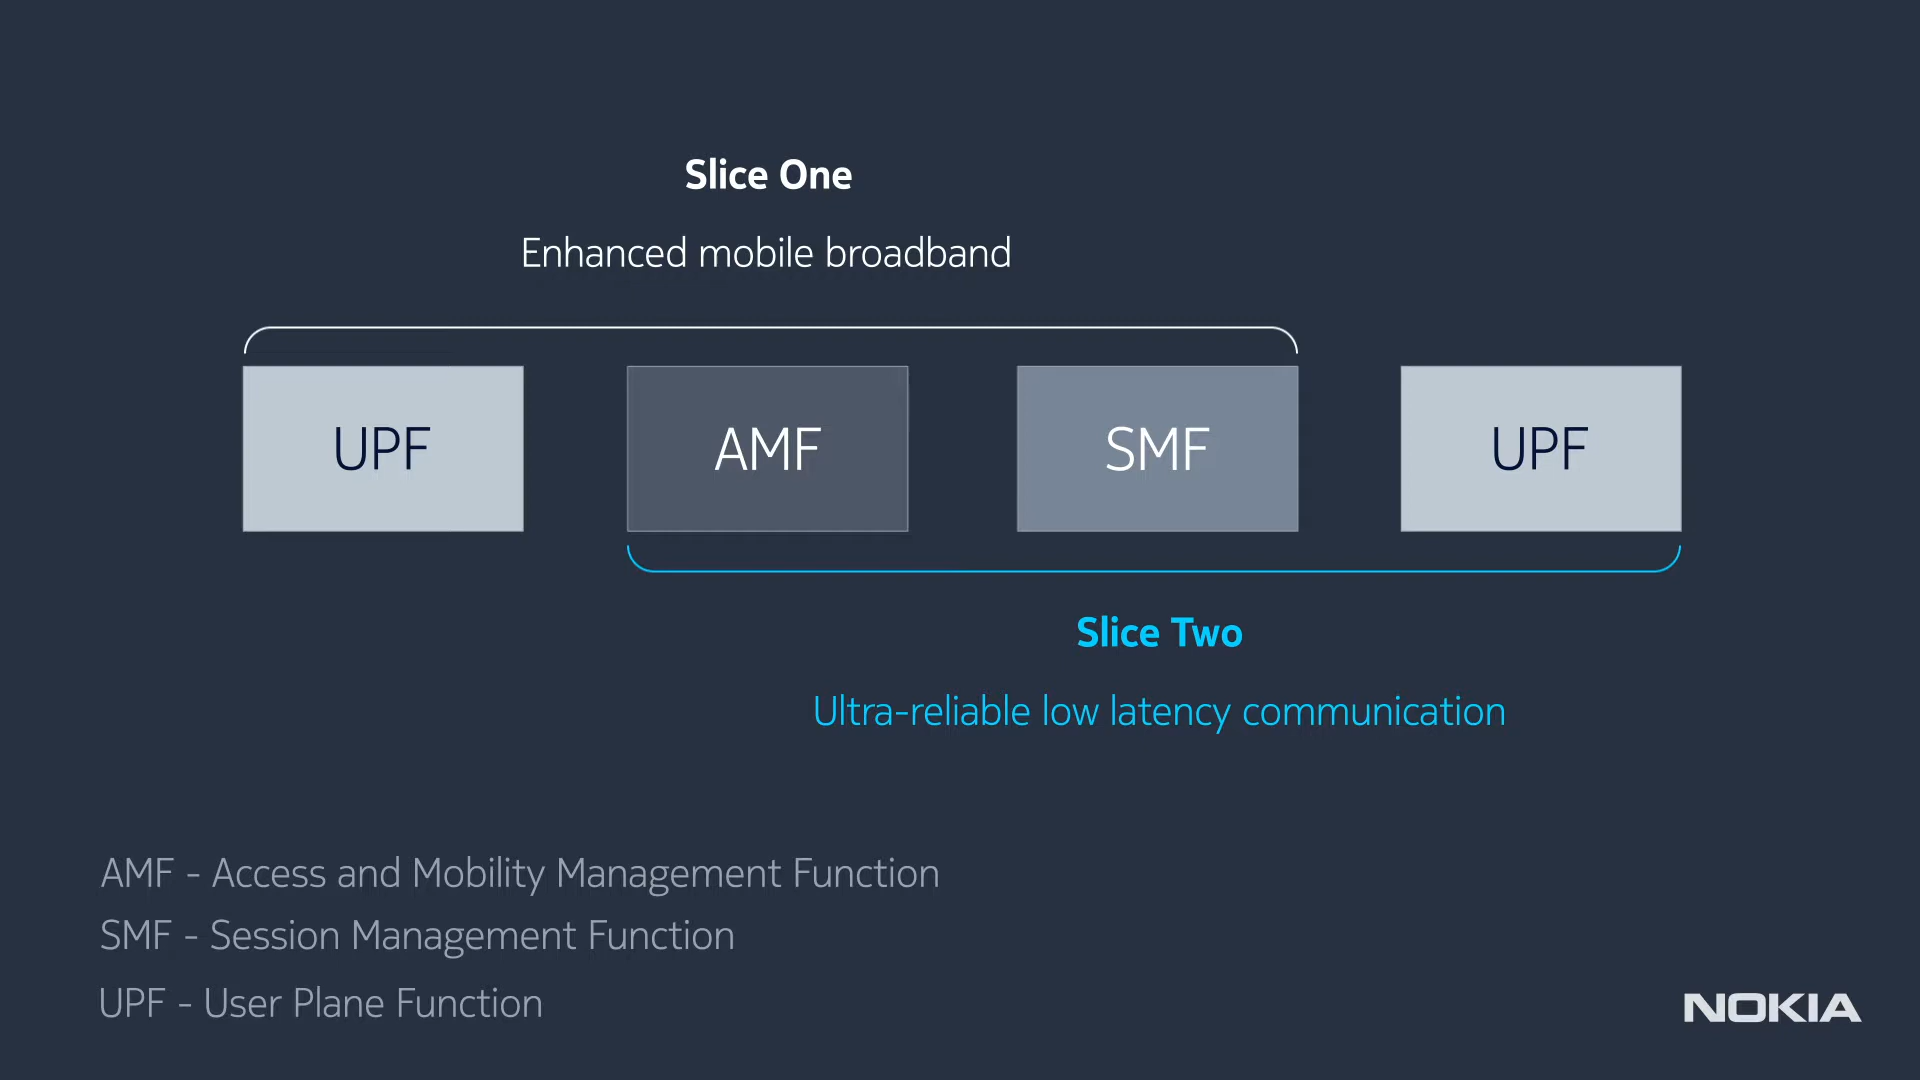 Slice One
Enhanced mobile broadband
UPF
AMF
SMF
UPF
Slice Two
Ultra-reliable low latency communication
AMF - Access and Mobility Management Function
SMF - Session Management Function
UPF - User Plane Function
NOKIA